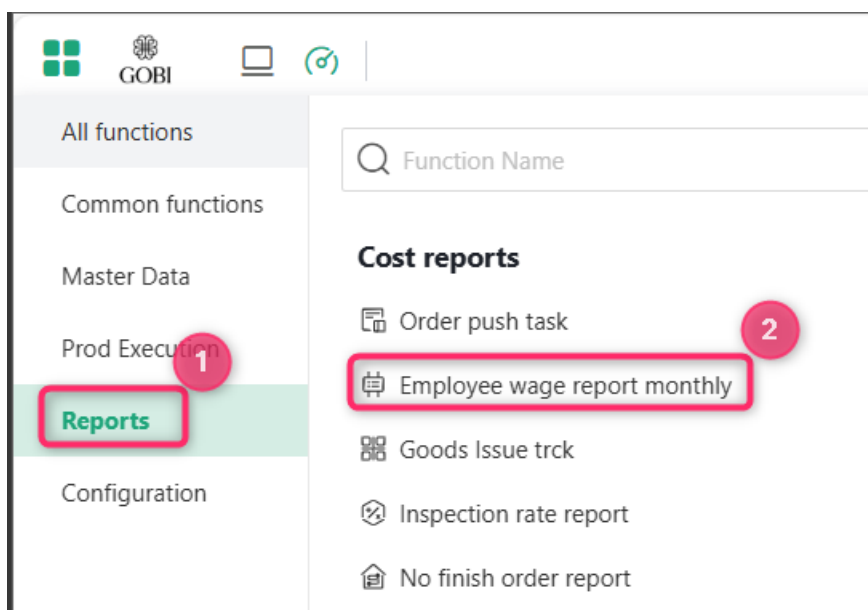 GOBI
All functions
Common functions
Master Data
Prod Execution
1
Reports
Configuration
Function Name
Cost reports
Order push task
2
Employee wage report monthly
Goods Issue trck
Inspection rate report
No finish order report